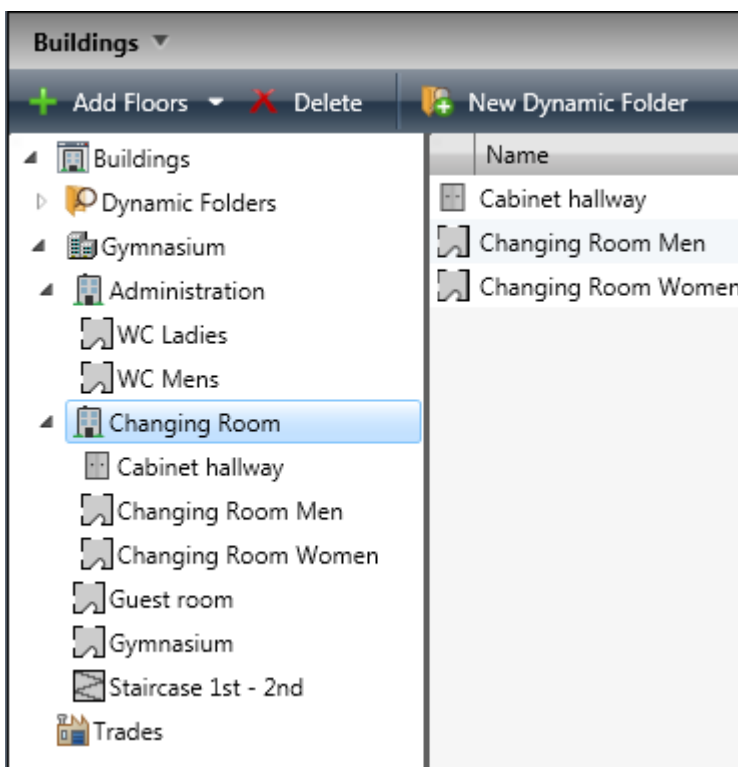 Buildings
Add Floors Delete New Dynamic Folder
Buildings
Dynamic Folders
Gymnasium
Administration
WC Ladies
WC Mens
Changing Room
Cabinet hallway
Changing Room Men
Changing Room Women
Guest room
Gymnasium
Staircase 1st - 2nd
Trades
Name
Cabinet hallway
Changing Room Men
Changing Room Women